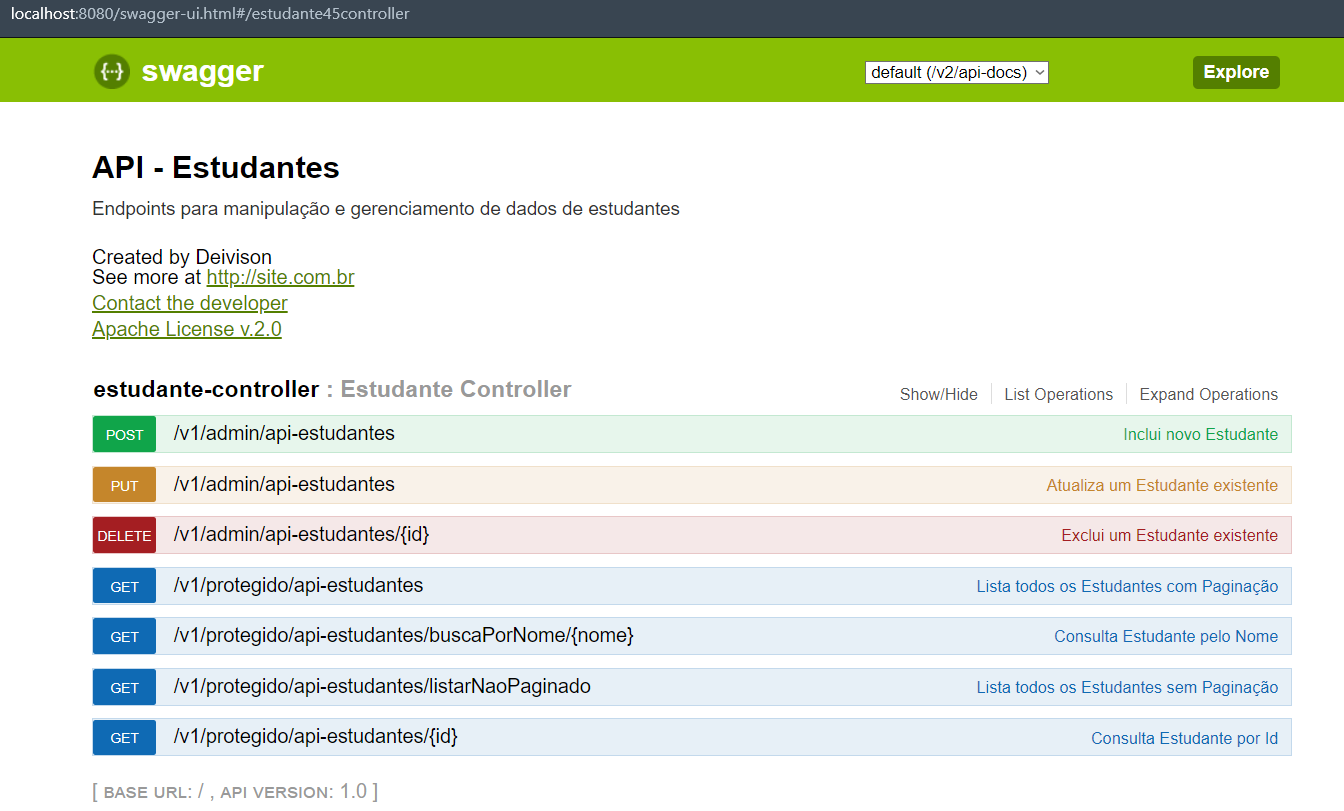 localhost:8080/swagger-ui.html#/estudante45controller
{···} swagger default (/v2/api-docs) Explore
API - Estudantes
Endpoints para manipulação e gerenciamento de dados de estudantes
Created by Deivison
See more at http://site.com.br
Contact the developer
Apache License v.2.0
estudante-controller : Estudante Controller Show/Hide List Operations Expand Operations
POST /v1/admin/api-estudantes Inclui novo Estudante
PUT /v1/admin/api-estudantes Atualiza um Estudante existente
DELETE /v1/admin/api-estudantes/{id} Exclui um Estudante existente
GET /v1/protegido/api-estudantes Lista todos os Estudantes com Paginação
GET /v1/protegido/api-estudantes/buscaPorNome/{nome} Consulta Estudante pelo Nome
GET /v1/protegido/api-estudantes/listarNaoPaginado Lista todos os Estudantes sem Paginação
GET /v1/protegido/api-estudantes/{id} Consulta Estudante por Id
[ BASE URL: / , API VERSION: 1.0 ]